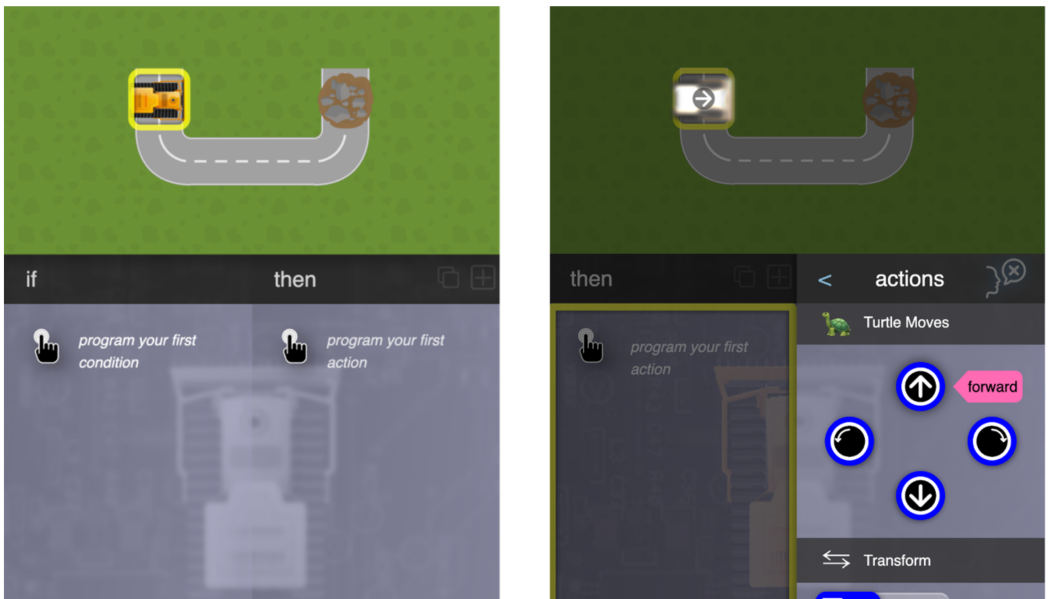 if
then
program your first
condition
program your first
action
then
< actions
program your first
action
Turtle Moves
forward
Transform